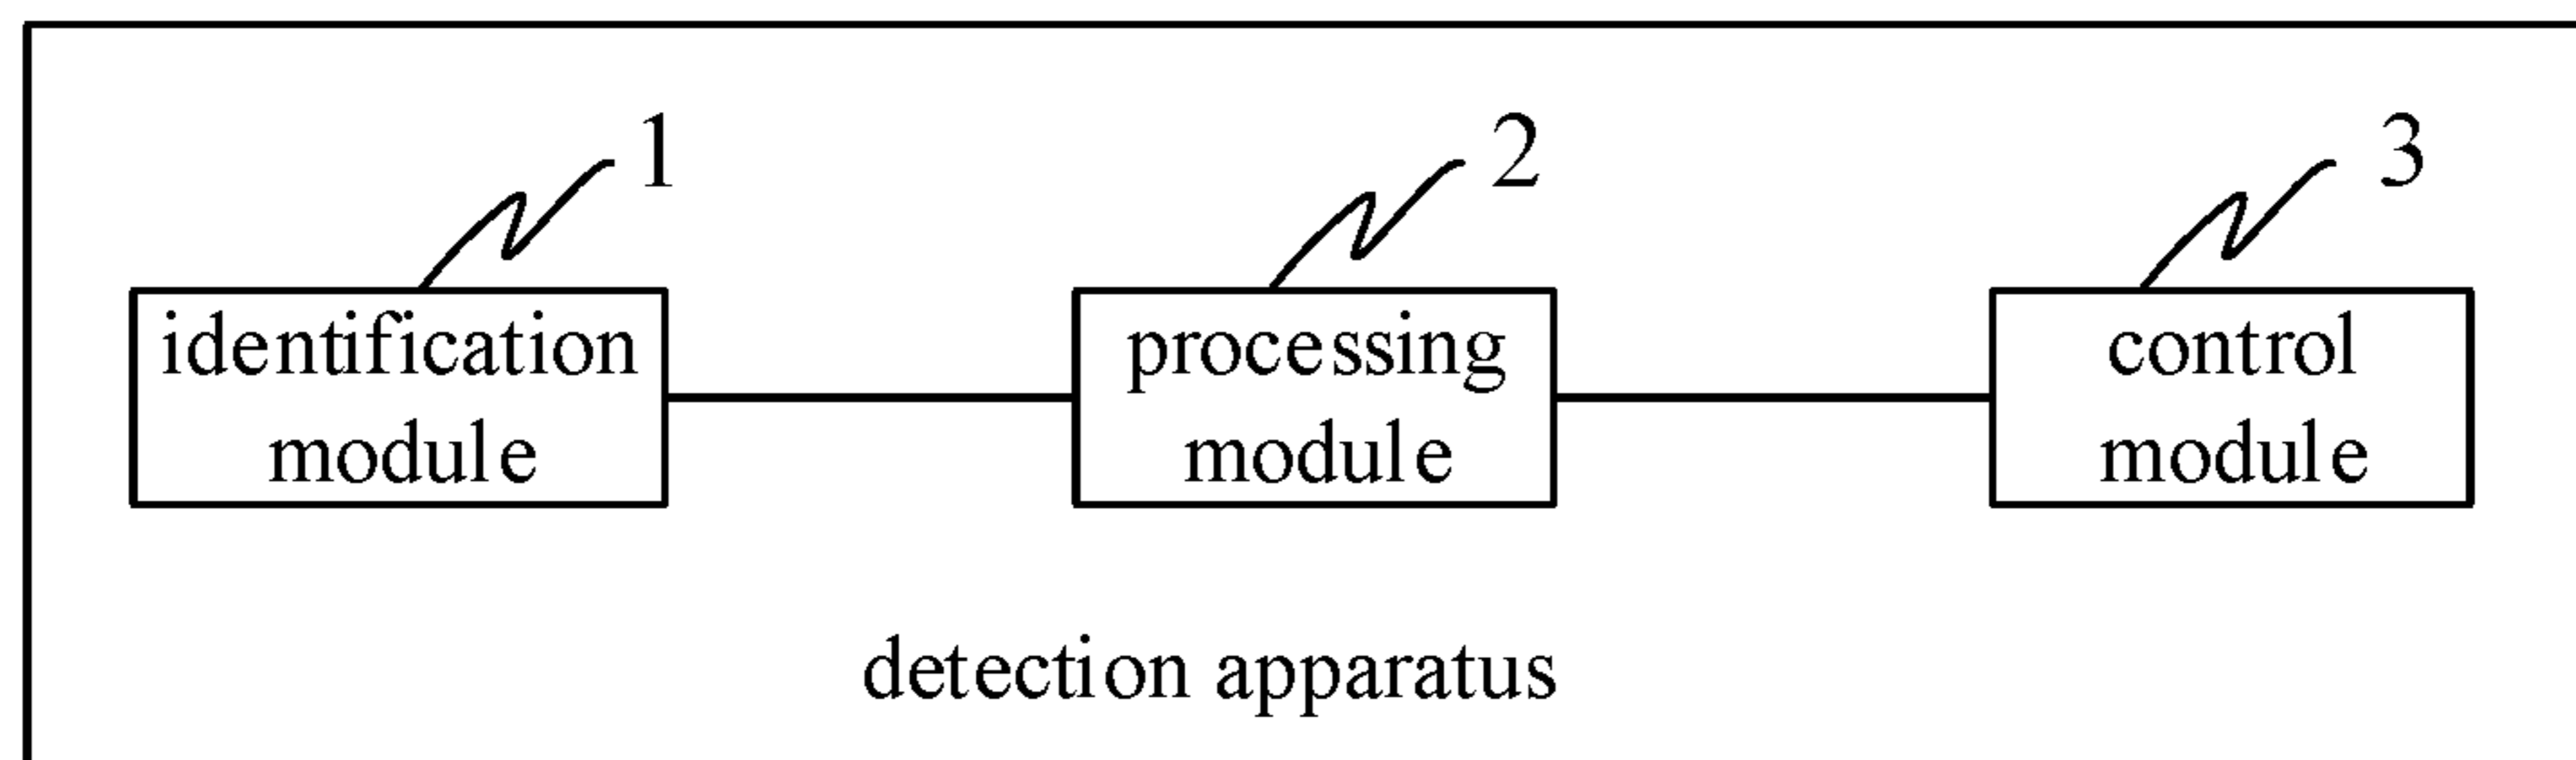 1
2
3
identification
module
processing
module
control
module
detection apparatus